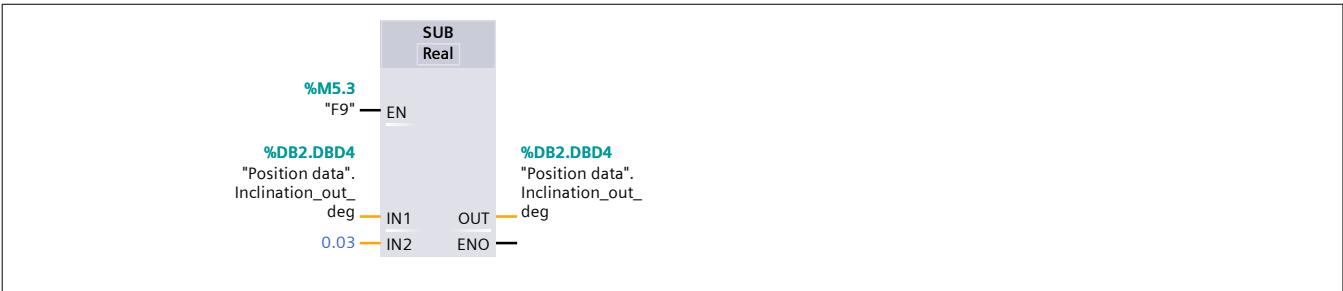 SUB
Real
%M5.3
"F9"
EN
%DB2.DBD4
"Position data".
Inclination_out_
deg
IN1
0.03
IN2
%DB2.DBD4
"Position data".
Inclination_out_
deg
OUT
ENO